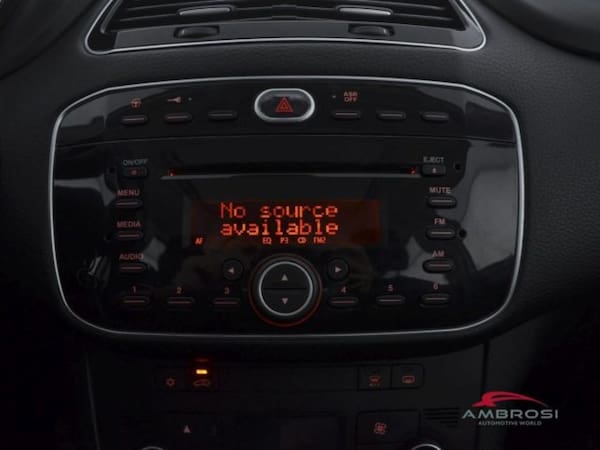 ASR
OFF
ON/OFF
EJECT
MENU
MUTE
No source
available
MEDIA
FM
AF EQ P3 CD FM2
AUDIO
AM
1 2 3 4 5 6
AMBROSI
AUTOMOTIVE WORLD